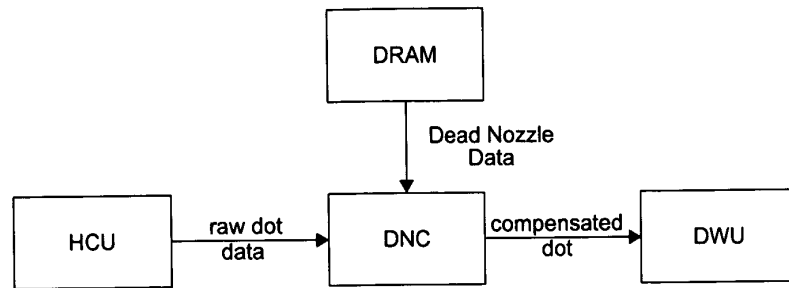 DRAM
Dead Nozzle
Data
HCU
raw dot
data
DNC
compensated
dot
DWU